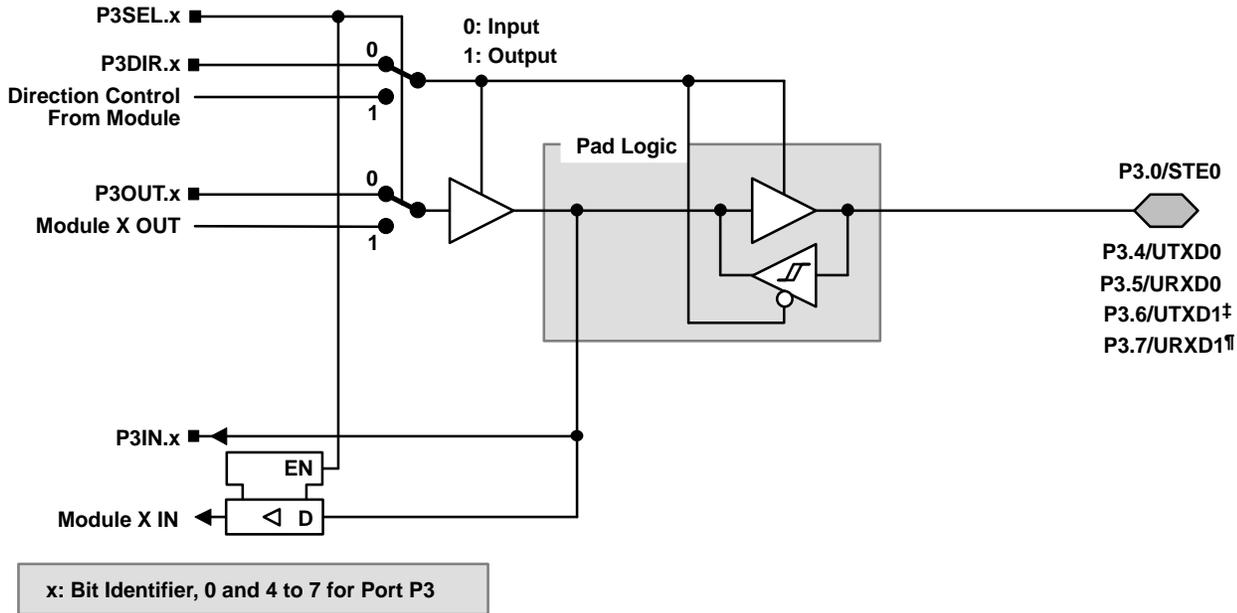 P3SEL.x
0: Input
1: Output
P3DIR.x
0
Direction Control
From Module
1
Pad Logic
P3OUT.x
0
Module X OUT
1
P3.0/STE0
P3.4/UTXD0
P3.5/URXD0
P3.6/UTXD1‡
P3.7/URXD1¶
P3IN.x
EN
Module X IN
D
x: Bit Identifier, 0 and 4 to 7 for Port P3